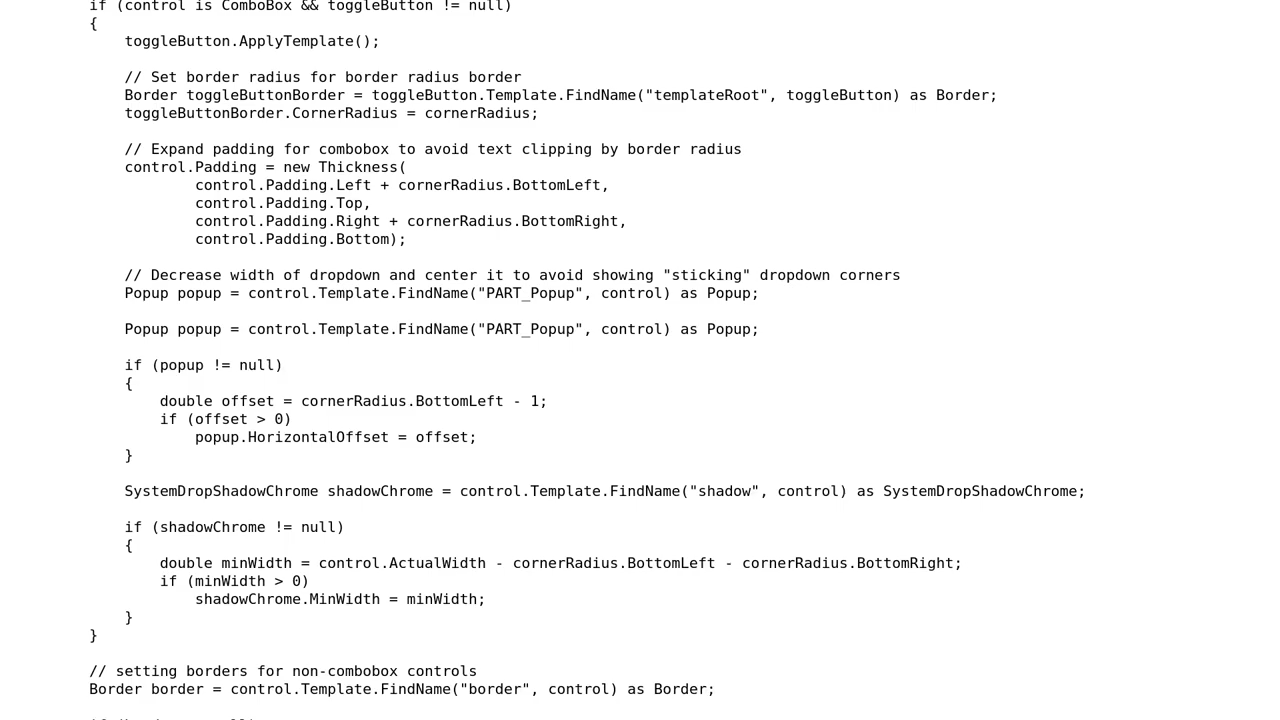 if (control is ComboBox && toggleButton != null)
{
toggleButton.ApplyTemplate();
// Set border radius for border radius border
Border toggleButtonBorder = toggleButton.Template.FindName("templateRoot", toggleButton) as Border;
toggleButtonBorder.CornerRadius = cornerRadius;
// Expand padding for combobox to avoid text clipping by border radius
control.Padding = new Thickness(
control.Padding.Left + cornerRadius.BottomLeft,
control.Padding.Top,
control.Padding.Right + cornerRadius.BottomRight,
control.Padding.Bottom);
// Decrease width of dropdown and center it to avoid showing "sticking" dropdown corners
Popup popup = control.Template.FindName("PART_Popup", control) as Popup;
Popup popup = control.Template.FindName("PART_Popup", control) as Popup;
if (popup != null)
{
double offset = cornerRadius.BottomLeft - 1;
if (offset > 0)
popup.HorizontalOffset = offset;
}
SystemDropShadowChrome shadowChrome = control.Template.FindName("shadow", control) as SystemDropShadowChrome;
if (shadowChrome != null)
{
double minWidth = control.ActualWidth - cornerRadius.BottomLeft - cornerRadius.BottomRight;
if (minWidth > 0)
shadowChrome.MinWidth = minWidth;
}
}
// setting borders for non-combobox controls
Border border = control.Template.FindName("border", control) as Border;